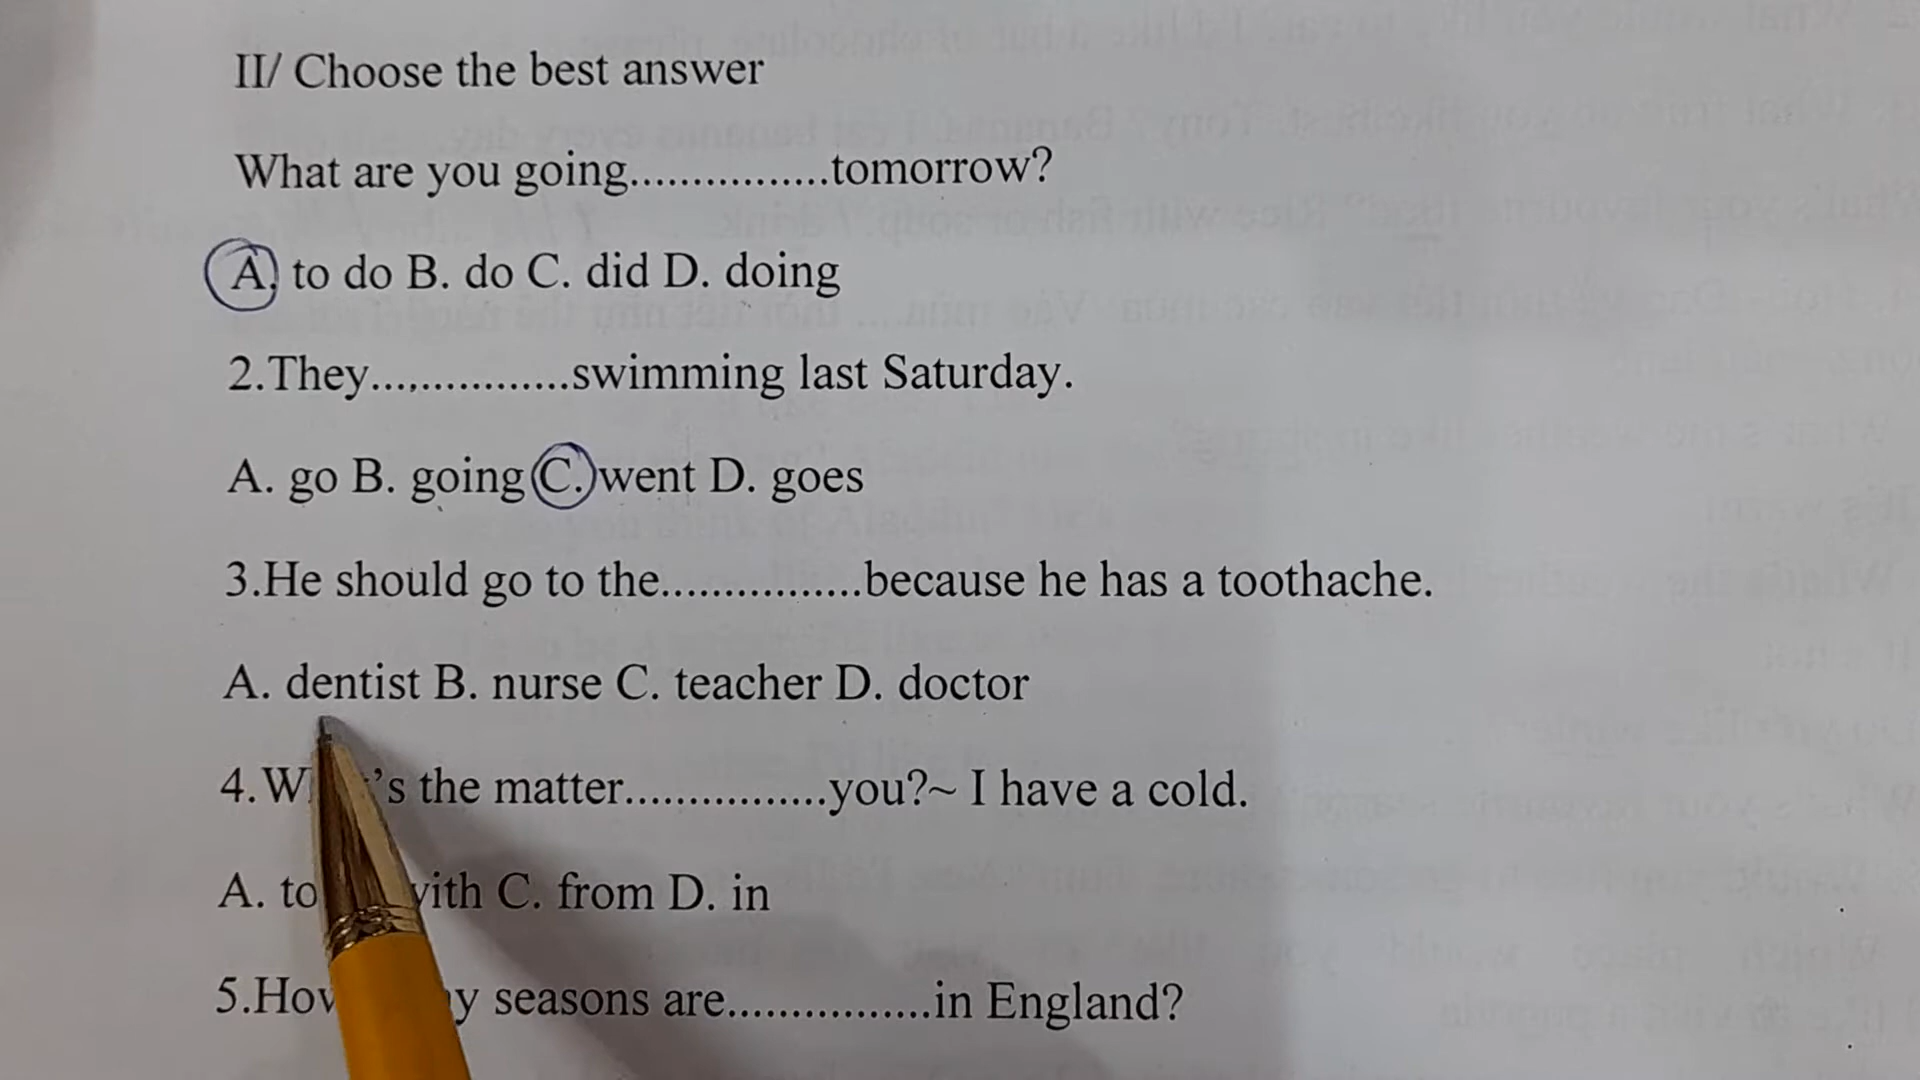 II/ Choose the best answer
What are you going................tomorrow?
A. to do B. do C. did D. doing
2.They................swimming last Saturday.
A. go B. going C. went D. goes
3.He should go to the................because he has a toothache.
A. dentist B. nurse C. teacher D. doctor
4. the matter................you?~ I have a cold.
A. to C. from D. in
5. seasons are................in England?